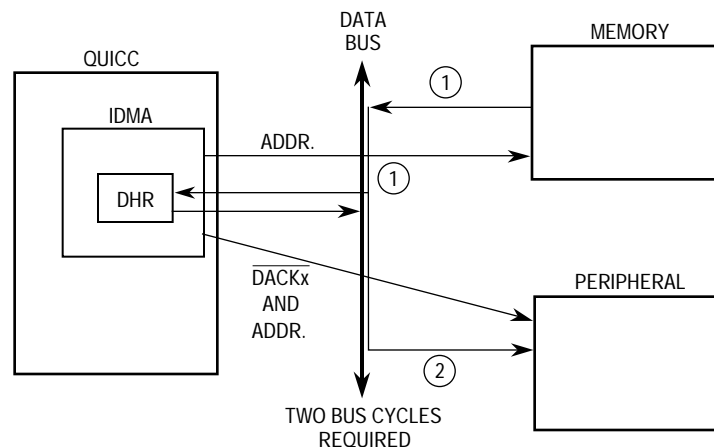 DATA
BUS
MEMORY
QUICC
1
IDMA
ADDR.
1
DHR
DACKx
AND
ADDR.
PERIPHERAL
2
TWO BUS CYCLES
REQUIRED